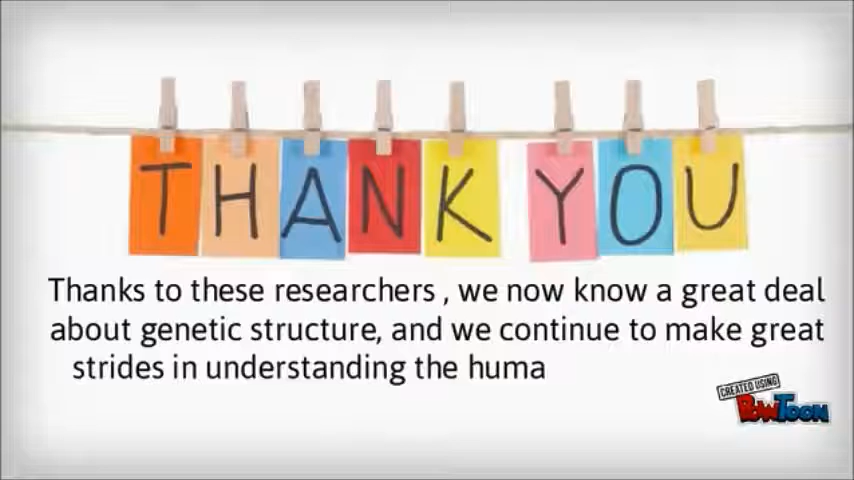 THANK YOU
Thanks to these researchers , we now know a great deal
about genetic structure, and we continue to make great
strides in understanding the huma
CREATED USING
POWTOON